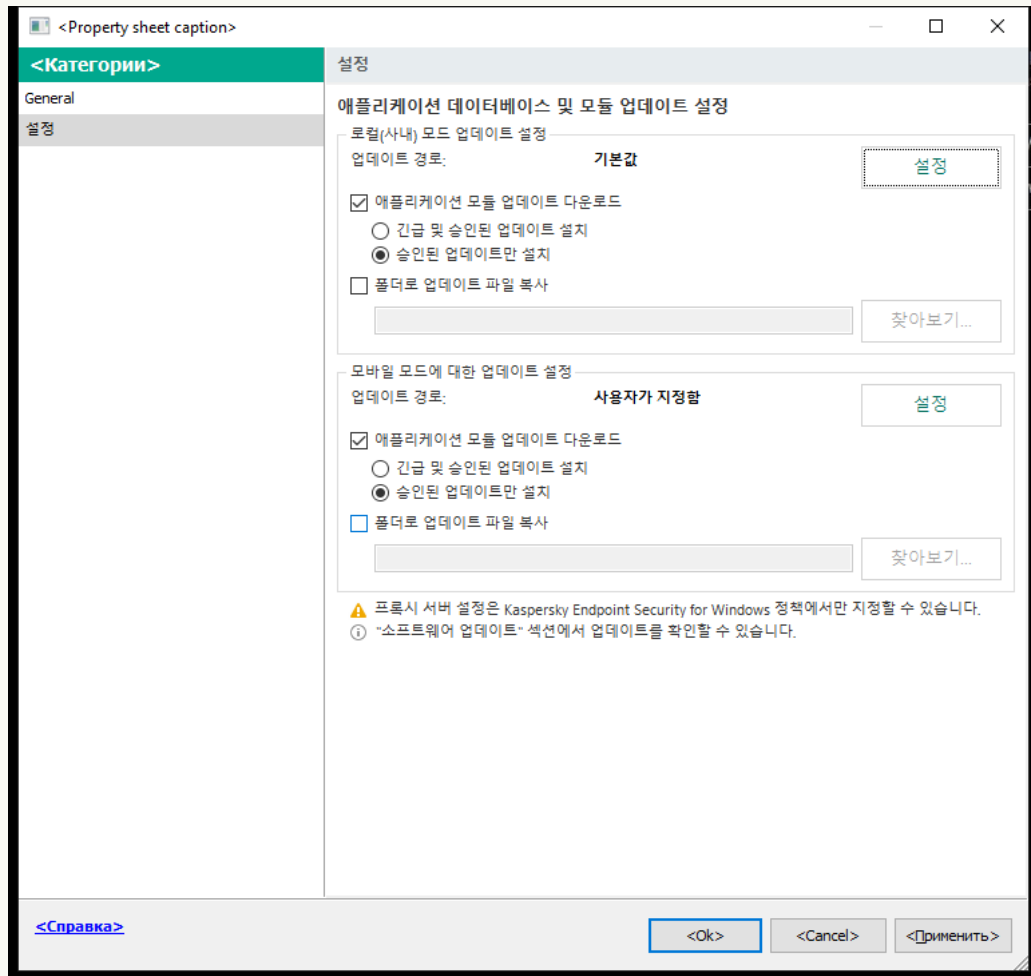 <Property sheet caption>
<Категории>
General
설정
설정
애플리케이션 데이터베이스 및 모듈 업데이트 설정
로컬(사내) 모드 업데이트 설정
업데이트 경로: 기본값 설정
애플리케이션 모듈 업데이트 다운로드
긴급 및 승인된 업데이트 설치
승인된 업데이트만 설치
폴더로 업데이트 파일 복사
찾아보기...
모바일 모드에 대한 업데이트 설정
업데이트 경로: 사용자가 지정함 설정
애플리케이션 모듈 업데이트 다운로드
긴급 및 승인된 업데이트 설치
승인된 업데이트만 설치
폴더로 업데이트 파일 복사
찾아보기...
프록시 서버 설정은 Kaspersky Endpoint Security for Windows 정책에서만 지정할 수 있습니다.
"소프트웨어 업데이트" 섹션에서 업데이트를 확인할 수 있습니다.
<Справка>
<Ok> <Cancel> <Применить>